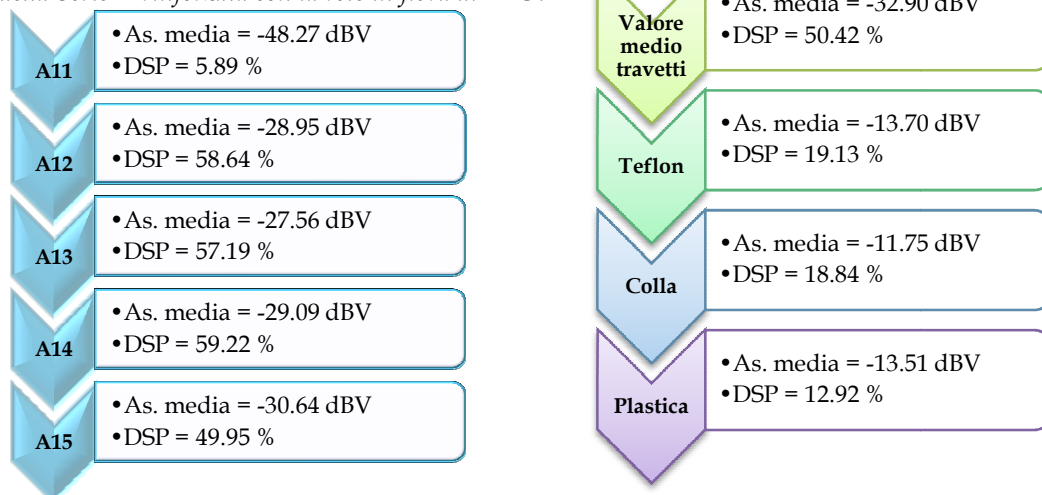 A11
•As. media = -48.27 dBV
•DSP = 5.89 %
A12
•As. media = -28.95 dBV
•DSP = 58.64 %
A13
•As. media = -27.56 dBV
•DSP = 57.19 %
A14
•As. media = -29.09 dBV
•DSP = 59.22 %
A15
•As. media = -30.64 dBV
•DSP = 49.95 %
Valore
medio
travetti
•As. media = -32.90 dBV
•DSP = 50.42 %
Teflon
•As. media = -13.70 dBV
•DSP = 19.13 %
Colla
•As. media = -11.75 dBV
•DSP = 18.84 %
Plastica
•As. media = -13.51 dBV
•DSP = 12.92 %